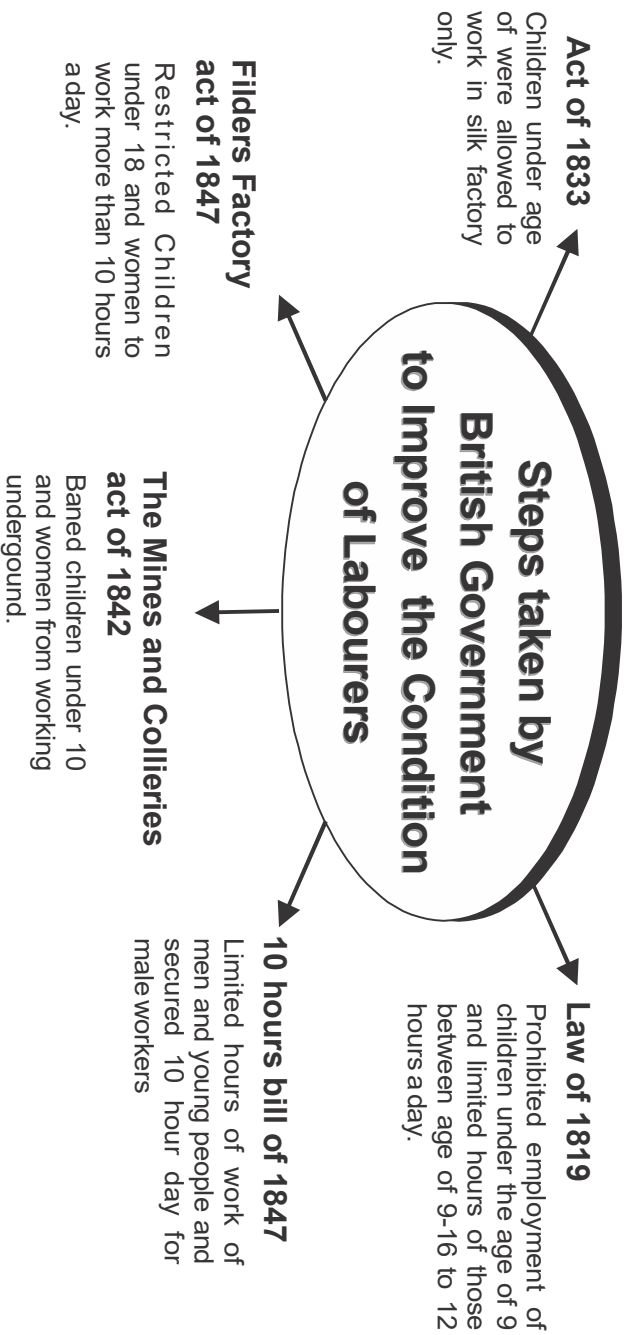 Steps taken by
British Government
to Improve the Condition
of Labourers
Act of 1833
Children under age
of were allowed to
work in silk factory
only.
Filders Factory
act of 1847
Restricted Children
under 18 and women to
work more than 10 hours
a day.
The Mines and Collieries
act of 1842
Baned children under 10
and women from working
undergound.
10 hours bill of 1847
Limited hours of work of
men and young people and
secured 10 hour day for
male workers
Law of 1819
Prohibited employment of
children under the age of 9
and limited hours of those
between age of 9-16 to 12
hours a day.